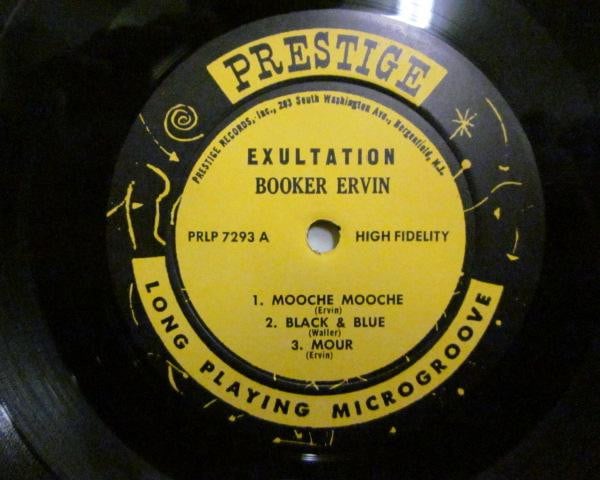 PRESTIGE
PRESTIGE RECORDS, Inc., 203 South Washington Ave., Bergenfield, N.J.
EXULTATION
BOOKER ERVIN
PRLP 7293 A
HIGH FIDELITY
1. MOOCHE MOOCHE
(Ervin)
2. BLACK & BLUE
(Waller)
3. MOUR
(Ervin)
LONG PLAYING MICROGROOVE